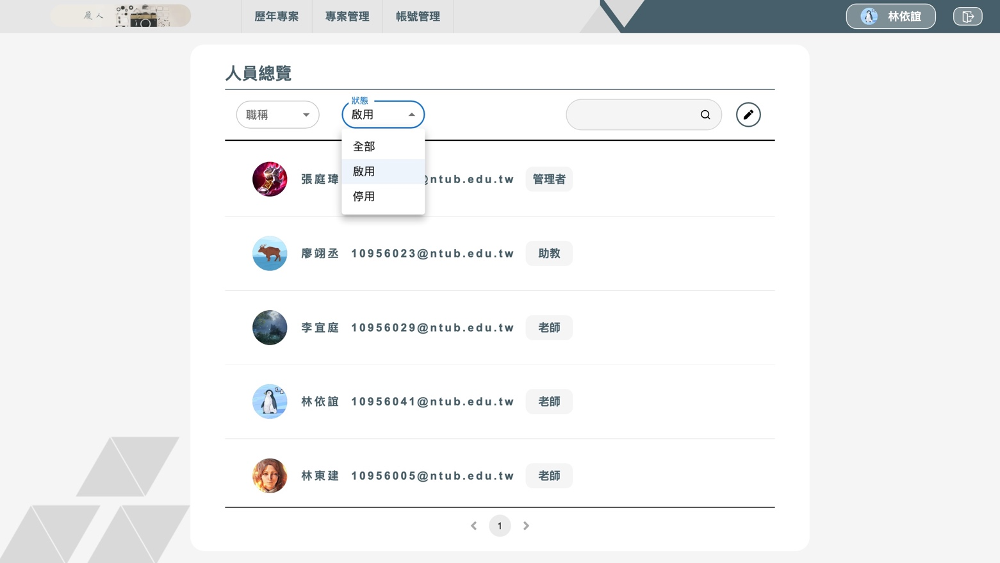 履人
歷年專案 專案管理 帳號管理 林依誼
人員總覽
職稱 狀態 啟用
全部
啟用
停用
張庭瑋 @ntub.edu.tw 管理者
廖翊丞 10956023@ntub.edu.tw 助教
李宜庭 10956029@ntub.edu.tw 老師
林依誼 10956041@ntub.edu.tw 老師
林東建 10956005@ntub.edu.tw 老師
1